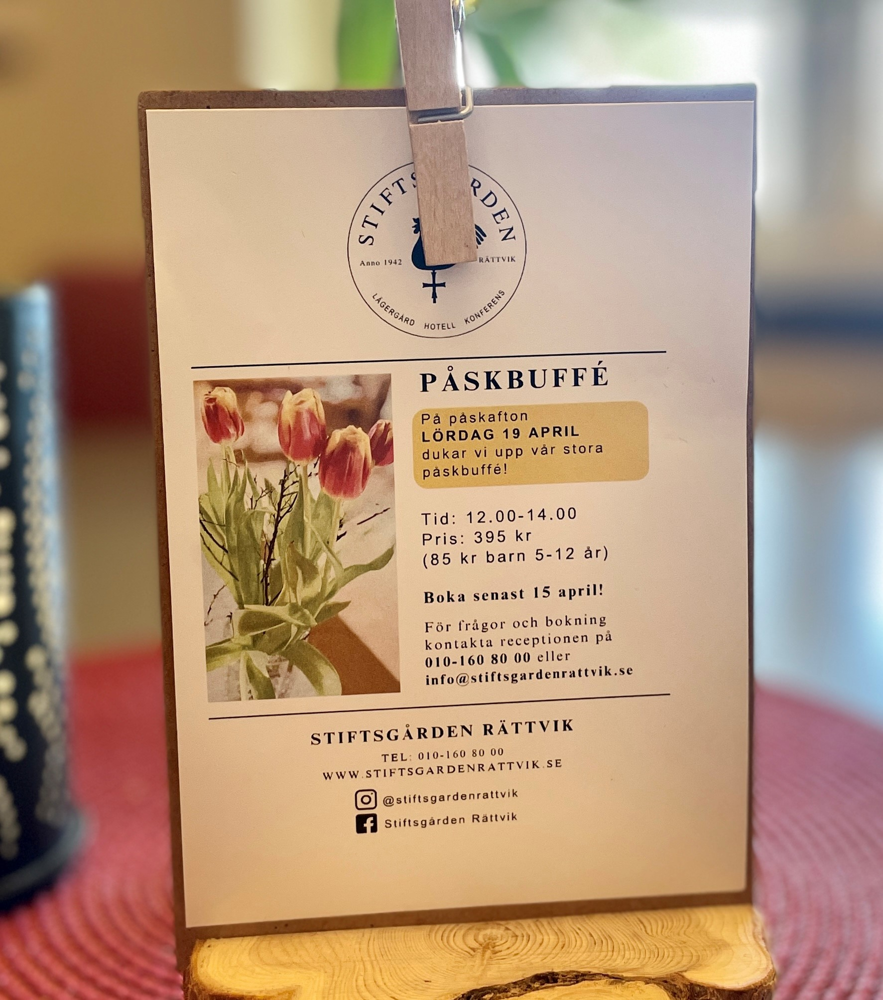 Anno 1942
RÄTTVIK
LÄGERGÅRD HOTELL KONFERENS
PÅSKBUFFÉ
På påskafton
LÖRDAG 19 APRIL
dukar vi upp vår stora
påskbuffé!
Tid: 12.00-14.00
Pris: 395 kr
(85 kr barn 5-12 år)
Boka senast 15 april!
För frågor och bokning
kontakta receptionen på
010-160 80 00 eller
info@stiftsgardenrattvik.se
STIFTSGÅRDEN RÄTTVIK
TEL: 010-160 80 00
WWW.STIFTSGARDENRATTVIK.SE
@stiftsgardenrattvik
Stiftsgården Rättvik